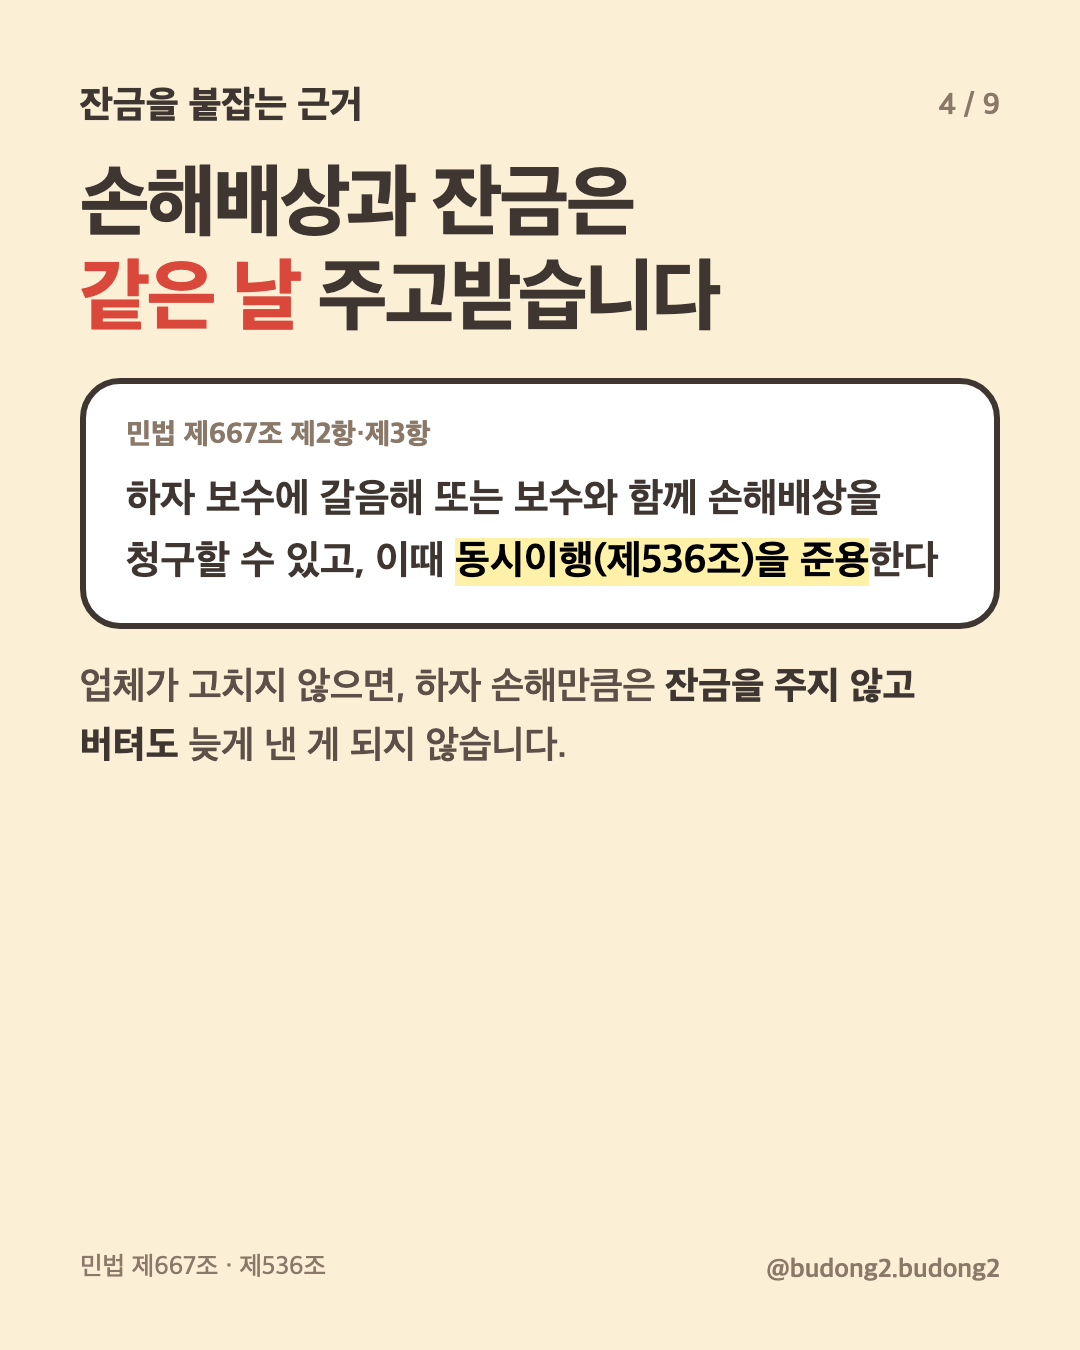 잔금을 붙잡는 근거
4 / 9
손해배상과 잔금은
같은 날 주고받습니다
민법 제667조 제2항·제3항
하자 보수에 갈음해 또는 보수와 함께 손해배상을
청구할 수 있고, 이때 동시이행(제536조)을 준용한다
업체가 고치지 않으면, 하자 손해만큼은 잔금을 주지 않고
버텨도 늦게 낸 게 되지 않습니다.
민법 제667조 · 제536조
@budong2.budong2